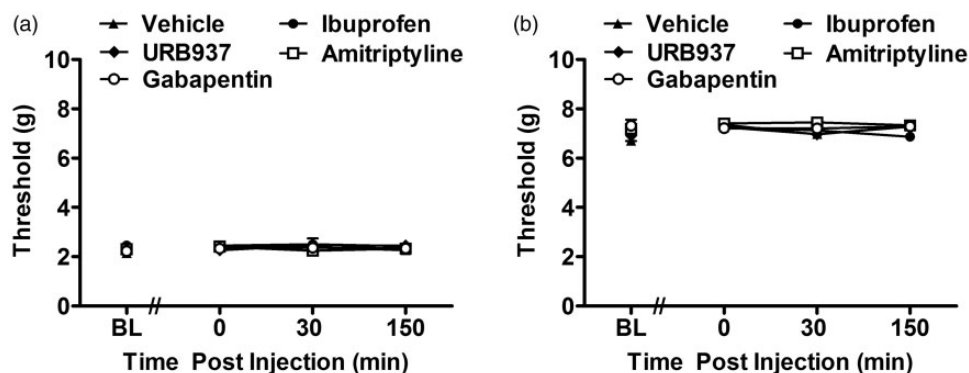 (a)
Vehicle
Ibuprofen
URB937
Amitriptyline
Gabapentin
Threshold (g)
10
8
6
4
2
0
BL
0
30
150
Time Post Injection (min)
(b)
Vehicle
Ibuprofen
URB937
Amitriptyline
Gabapentin
Threshold (g)
10
8
6
4
2
0
BL
0
30
150
Time Post Injection (min)